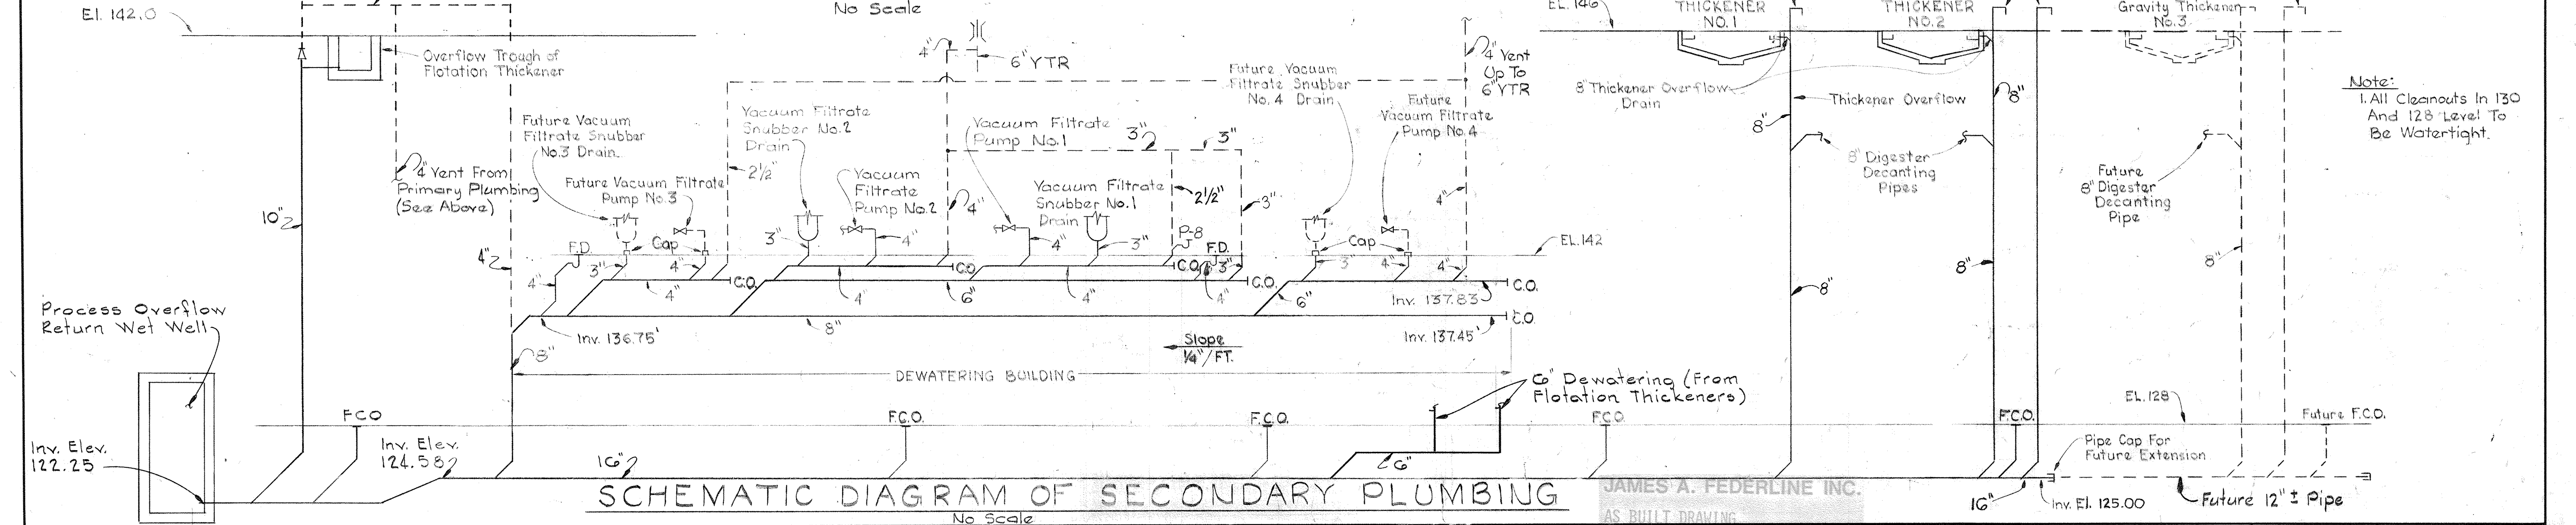 El. 142.0
No Scale
EL. 146
THICKENER
NO.1
THICKENER
NO.2
Gravity Thickener
No.3
Overflow Trough of
Flotation Thickener
4"
6" YTR
4" Vent
Up To
6" YTR
Future Vacuum
Filtrate Snubber
No. 4 Drain
8" Thickener Overflow
Drain
Thickener Overflow
8"
Note:
1. All Cleanouts In 130
And 128 Level To
Be Watertight.
Future Vacuum
Filtrate Snubber
No.3 Drain.
Vacuum Filtrate
Snubber No.2
Drain
Vacuum Filtrate
Pump No.1
3"
3"
Future
Vacuum Filtrate
Pump No.4
8"
8" Digester
Decanting
Pipes
Future
8" Digester
Decanting
Pipe
4" Vent From
Primary Plumbing
(See Above)
Future Vacuum Filtrate
Pump No.3
2 1/2"
Vacuum
Filtrate
Pump No.2
4"
Vacuum Filtrate
Snubber No.1
Drain
2 1/2"
3"
4"
10"
4"
F.D.
Cap
3"
4"
4"
3"
P-8
F.D.
Cap
EL. 142
4"
3"
4"
C.O.
C.O.
3"
3"
4"
4"
8"
8"
4"
C.O.
4"
6"
4"
4"
C.O.
6"
Inv. 137.83
C.O.
8"
Process Overflow
Return Wet Well
Inv. 136.75'
8"
Inv. 137.45'
C.O.
8"
Slope
1/4"/FT.
DEWATERING BUILDING
6" Dewatering (From
Flotation Thickeners)
F.C.O
F.C.O.
F.C.O.
F.C.O.
F.C.O.
EL. 128
Future F.C.O.
Inv. Elev.
122.25
Inv. Elev.
124.58
16"
6"
Pipe Cap For
Future Extension
SCHEMATIC DIAGRAM OF SECONDARY PLUMBING
No Scale
JAMES A. FEDERLINE INC.
AS BUILT DRAWING
16"
Inv. El. 125.00
Future 12" ± Pipe